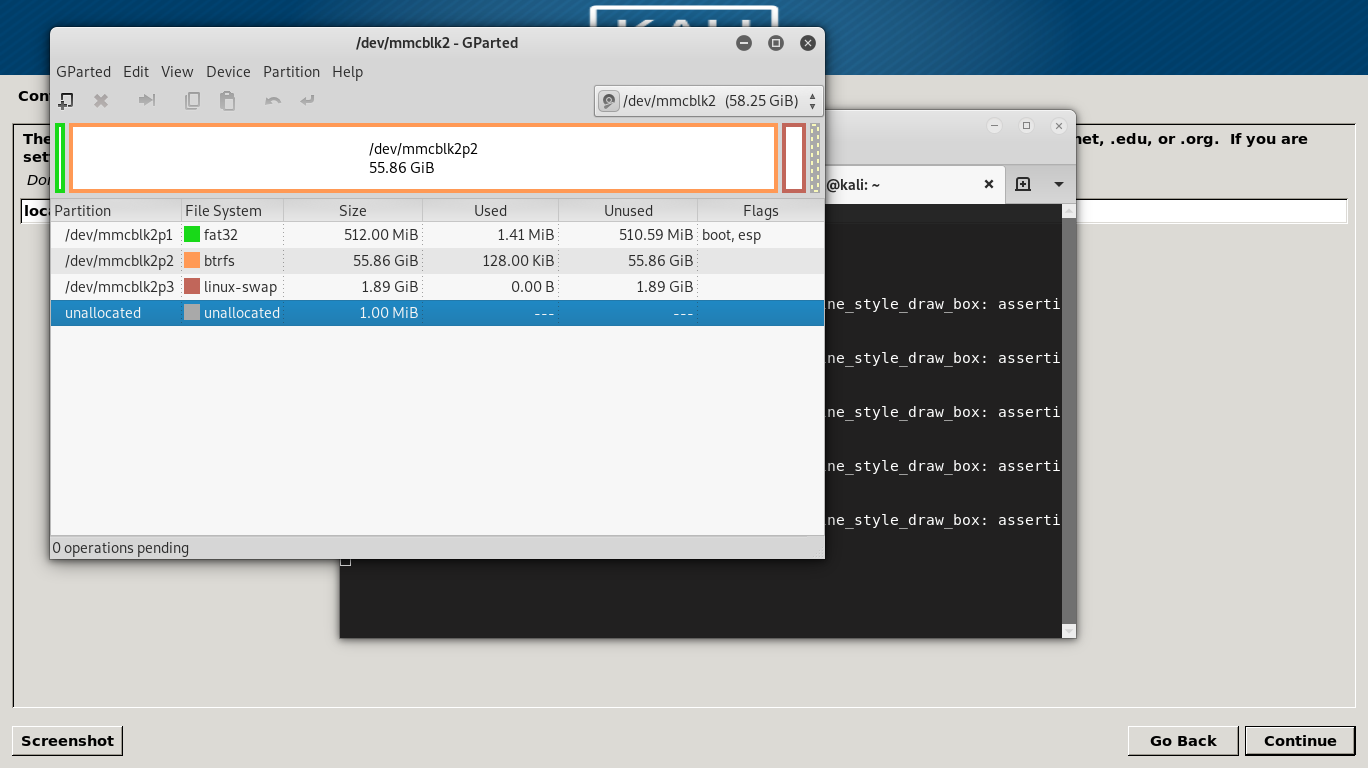 KALI
/dev/mmcblk2 - GParted
GParted Edit View Device Partition Help
/dev/mmcblk2 (58.25 GiB)
/dev/mmcblk2p2
55.86 GiB
Partition File System Size Used Unused Flags
/dev/mmcblk2p1 fat32 512.00 MiB 1.41 MiB 510.59 MiB boot, esp
/dev/mmcblk2p2 btrfs 55.86 GiB 128.00 KiB 55.86 GiB
/dev/mmcblk2p3 linux-swap 1.89 GiB 0.00 B 1.89 GiB
unallocated unallocated 1.00 MiB --- ---
0 operations pending
Con
The net, .edu, or .org. If you are
set
Do
loca
@kali: ~
ne_style_draw_box: asserti
ne_style_draw_box: asserti
ne_style_draw_box: asserti
ne_style_draw_box: asserti
ne_style_draw_box: asserti
Screenshot Go Back Continue